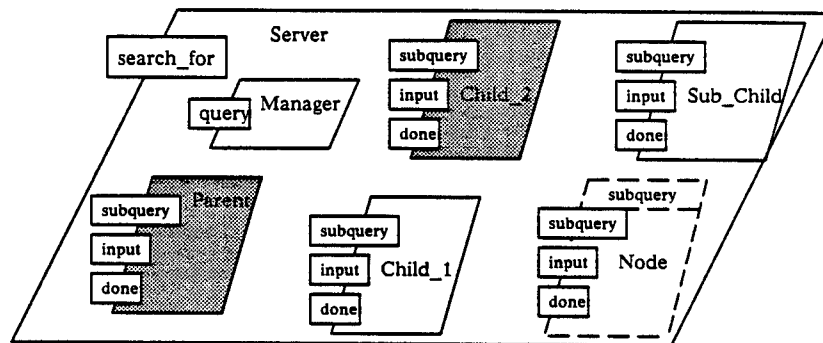 Server
search_for
subquery
input
Child_2
done
subquery
input
Sub_Child
done
Manager
query
Parent
subquery
input
done
subquery
input
Child_1
done
subquery
subquery
input
Node
done